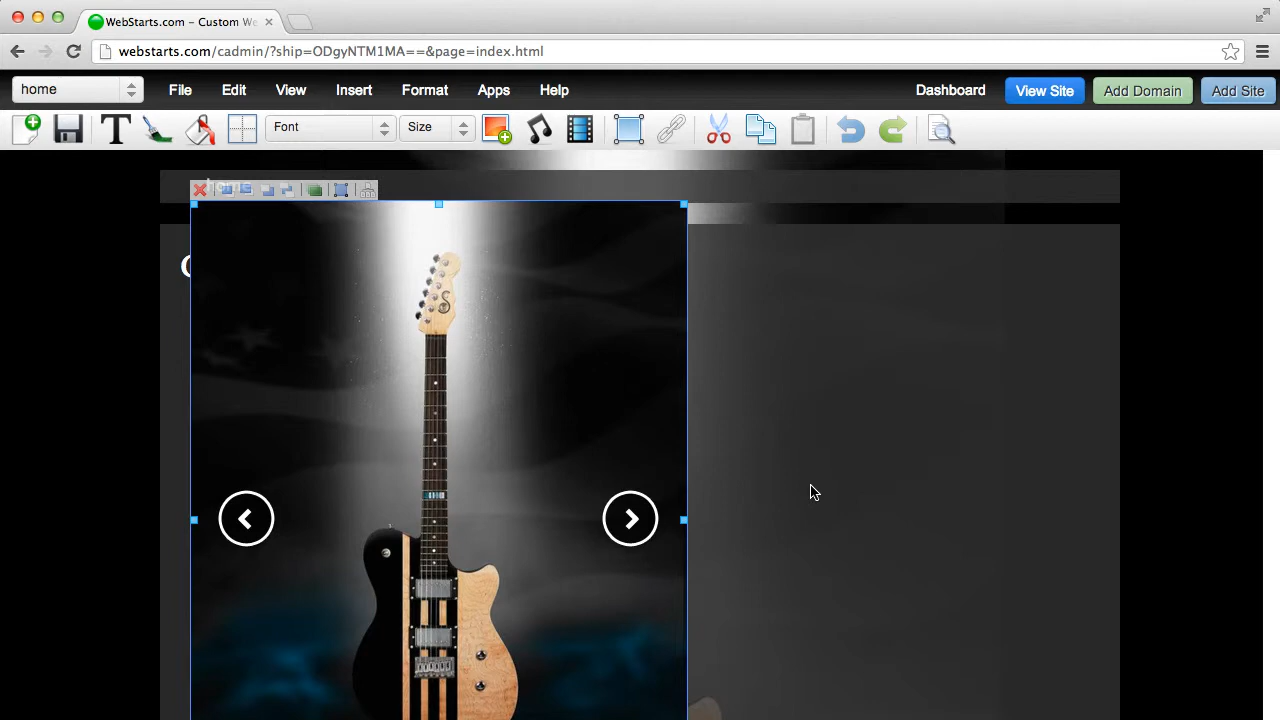 WebStarts.com – Custom We
webstarts.com/cadmin/?ship=ODgyNTM1MA==&page=index.html
home File Edit View Insert Format Apps Help Dashboard View Site Add Domain Add Site
T Font Size